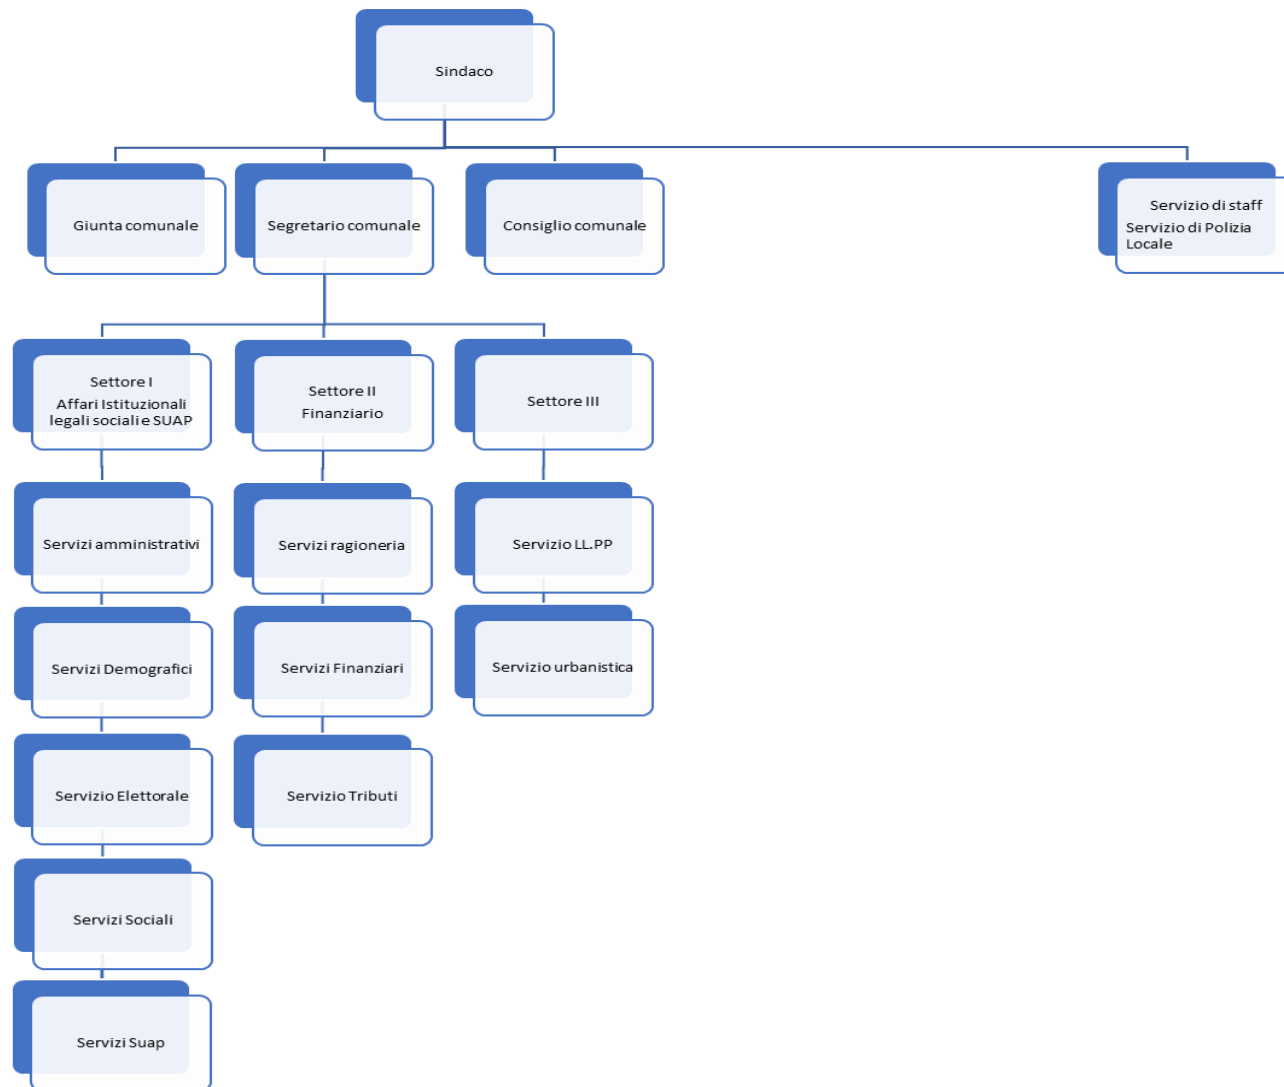 Sindaco
Giunta comunale
Segretario comunale
Consiglio comunale
Servizio di staff
Servizio di Polizia
Locale
Settore I
Affari Istituzionali
legali sociali e SUAP
Settore II
Finanziario
Settore III
Servizi amministrativi
Servizi ragioneria
Servizio LL.PP
Servizi Demografici
Servizi Finanziari
Servizio urbanistica
Servizio Elettorale
Servizio Tributi
Servizi Sociali
Servizi Suap